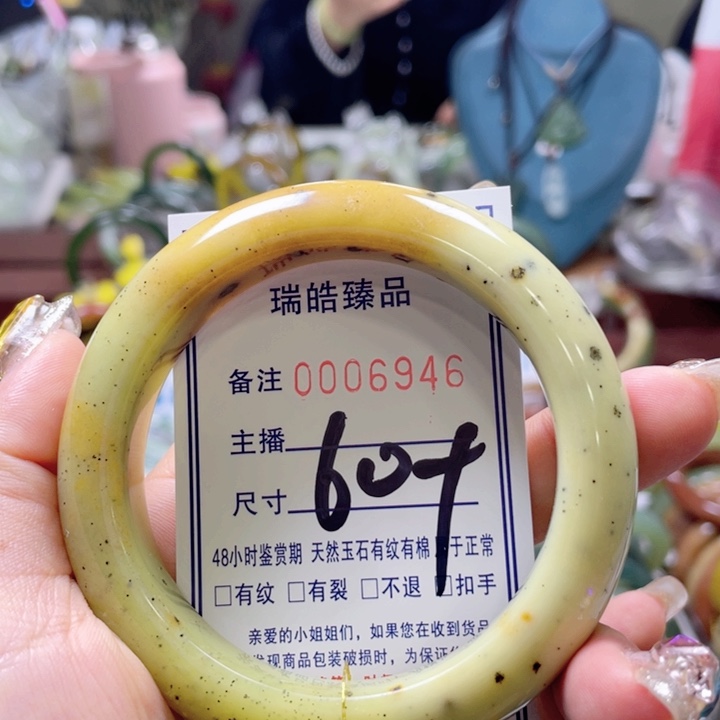 瑞皓臻品
备注 0006946
主播
尺寸 60+
48小时鉴赏期 天然玉石有纹有棉 于正常
□有纹 □有裂 □不退 □扣手
亲爱的小姐姐们，如果您在收到货品
发现商品包装破损时，为保证